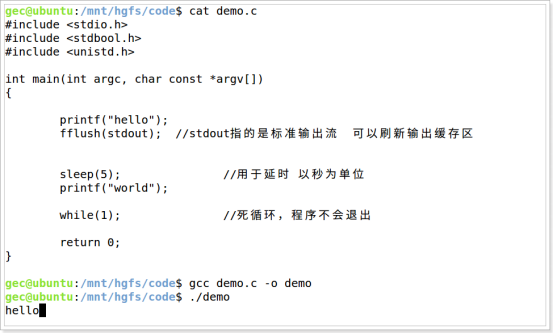 gec@ubuntu:/mnt/hgfs/code$ cat demo.c
#include <stdio.h>
#include <stdbool.h>
#include <unistd.h>
int main(int argc, char const *argv[])
{
printf("hello");
fflush(stdout); //stdout指的是标准输出流 可以刷新输出缓存区
sleep(5); //用于延时 以秒为单位
printf("world");
while(1); //死循环，程序不会退出
return 0;
}
gec@ubuntu:/mnt/hgfs/code$ gcc demo.c -o demo
gec@ubuntu:/mnt/hgfs/code$ ./demo
hello